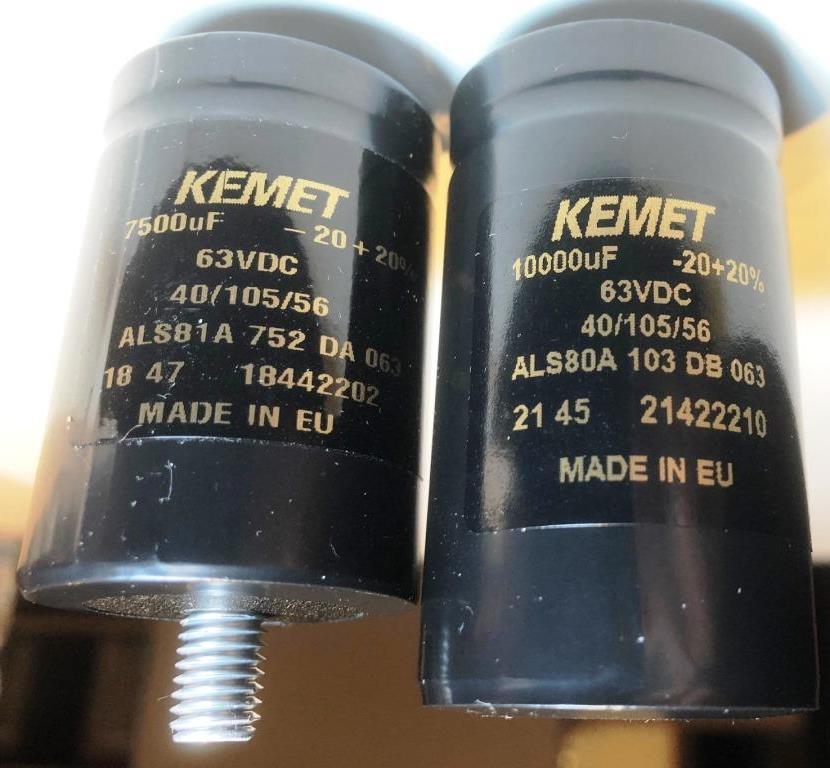 KEMET
7500uF – 20 + 20%
63VDC
40/105/56
ALS81A 752 DA 063
18 47 18442202
MADE IN EU
KEMET
10000uF -20+20%
63VDC
40/105/56
ALS80A 103 DB 063
21 45 21422210
MADE IN EU